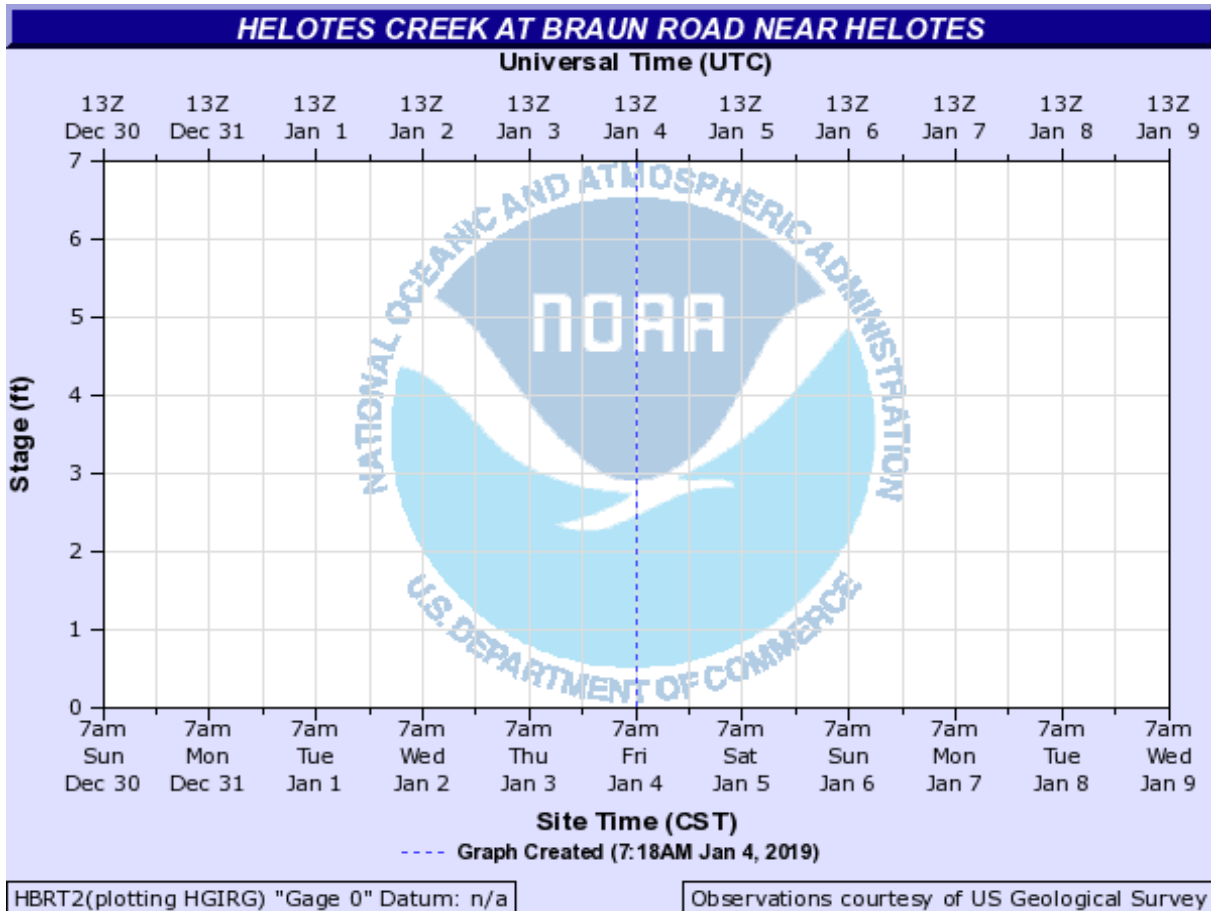 HELOTES CREEK AT BRAUN ROAD NEAR HELOTES
Universal Time (UTC)
13Z 13Z 13Z 13Z 13Z 13Z 13Z 13Z 13Z 13Z 13Z
Dec 30 Dec 31 Jan 1 Jan 2 Jan 3 Jan 4 Jan 5 Jan 6 Jan 7 Jan 8 Jan 9
7
6
5
4
3
2
1
0
Stage (ft)
NATIONAL OCEANIC AND ATMOSPHERIC ADMINISTRATION
NOAA
U.S. DEPARTMENT OF COMMERCE
7am 7am 7am 7am 7am 7am 7am 7am 7am 7am 7am
Sun Mon Tue Wed Thu Fri Sat Sun Mon Tue Wed
Dec 30 Dec 31 Jan 1 Jan 2 Jan 3 Jan 4 Jan 5 Jan 6 Jan 7 Jan 8 Jan 9
Site Time (CST)
---- Graph Created (7:18AM Jan 4, 2019)
HBRT2(plotting HGIRG) "Gage 0" Datum: n/a
Observations courtesy of US Geological Survey